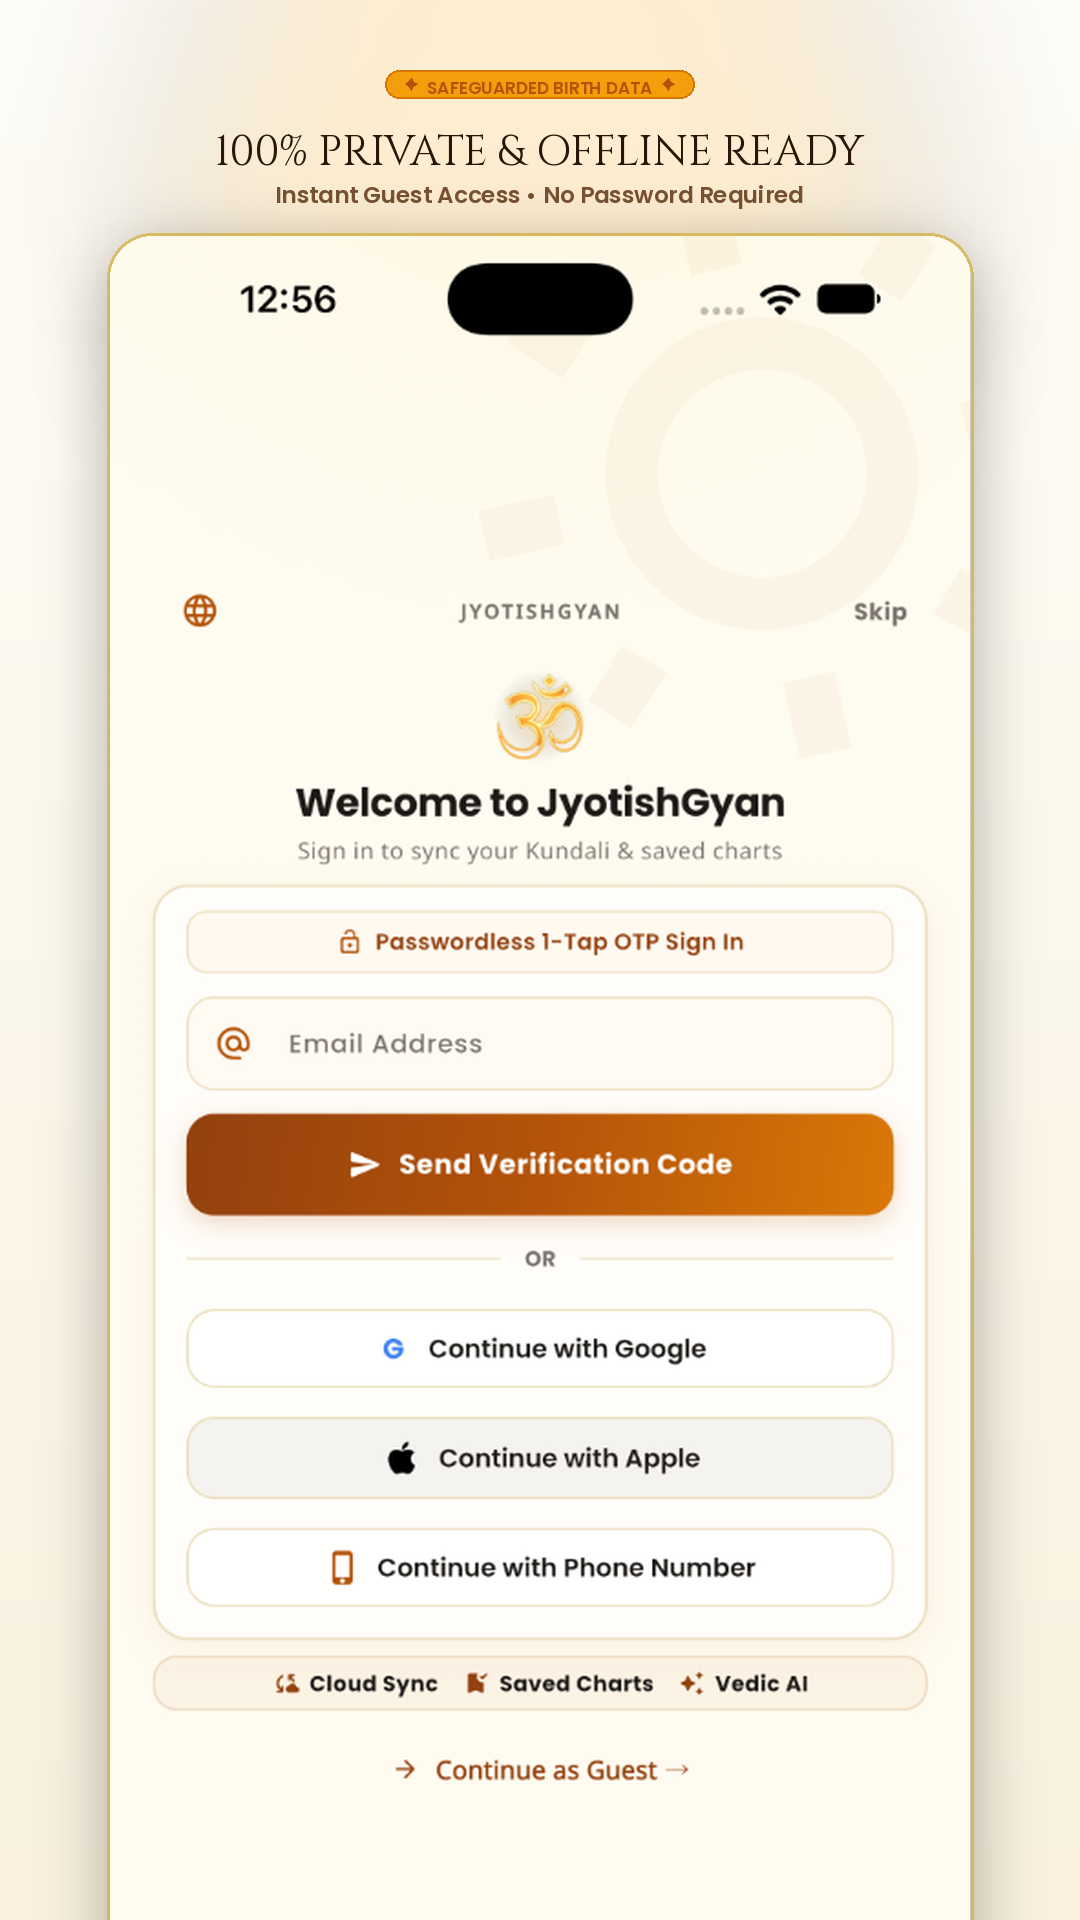 ✦ SAFEGUARDED BIRTH DATA ✦
100% PRIVATE & OFFLINE READY
Instant Guest Access • No Password Required
12:56
JYOTISHGYAN
Skip
ॐ
Welcome to JyotishGyan
Sign in to sync your Kundali & saved charts
Passwordless 1-Tap OTP Sign In
Email Address
Send Verification Code
OR
G Continue with Google
Continue with Apple
Continue with Phone Number
Cloud Sync Saved Charts Vedic AI
→ Continue as Guest →